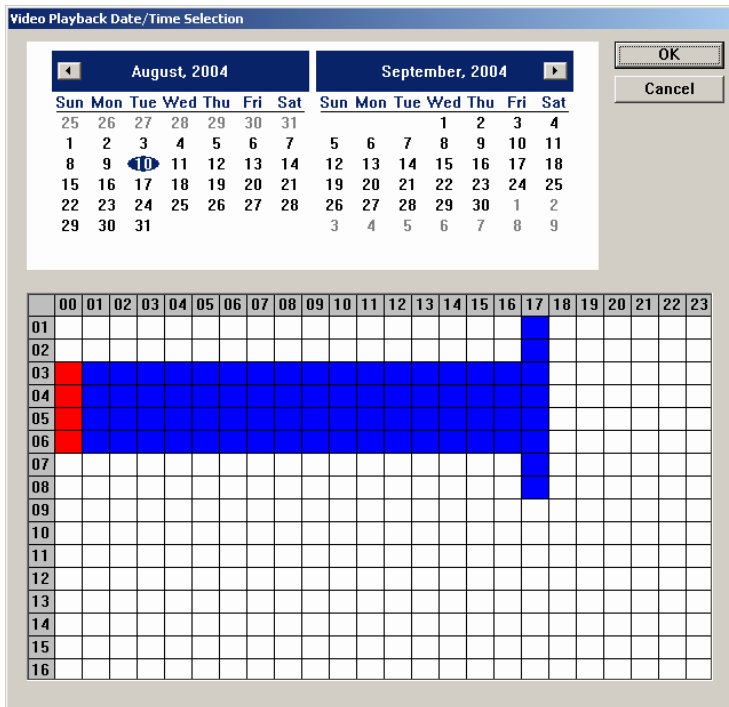 Video Playback Date/Time Selection
OK
Cancel
August, 2004
Sun Mon Tue Wed Thu Fri Sat
25 26 27 28 29 30 31
1 2 3 4 5 6 7
8 9 10 11 12 13 14
15 16 17 18 19 20 21
22 23 24 25 26 27 28
29 30 31
September, 2004
Sun Mon Tue Wed Thu Fri Sat
1 2 3 4
5 6 7 8 9 10 11
12 13 14 15 16 17 18
19 20 21 22 23 24 25
26 27 28 29 30 1 2
3 4 5 6 7 8 9
00 01 02 03 04 05 06 07 08 09 10 11 12 13 14 15 16 17 18 19 20 21 22 23
01
02
03
04
05
06
07
08
09
10
11
12
13
14
15
16